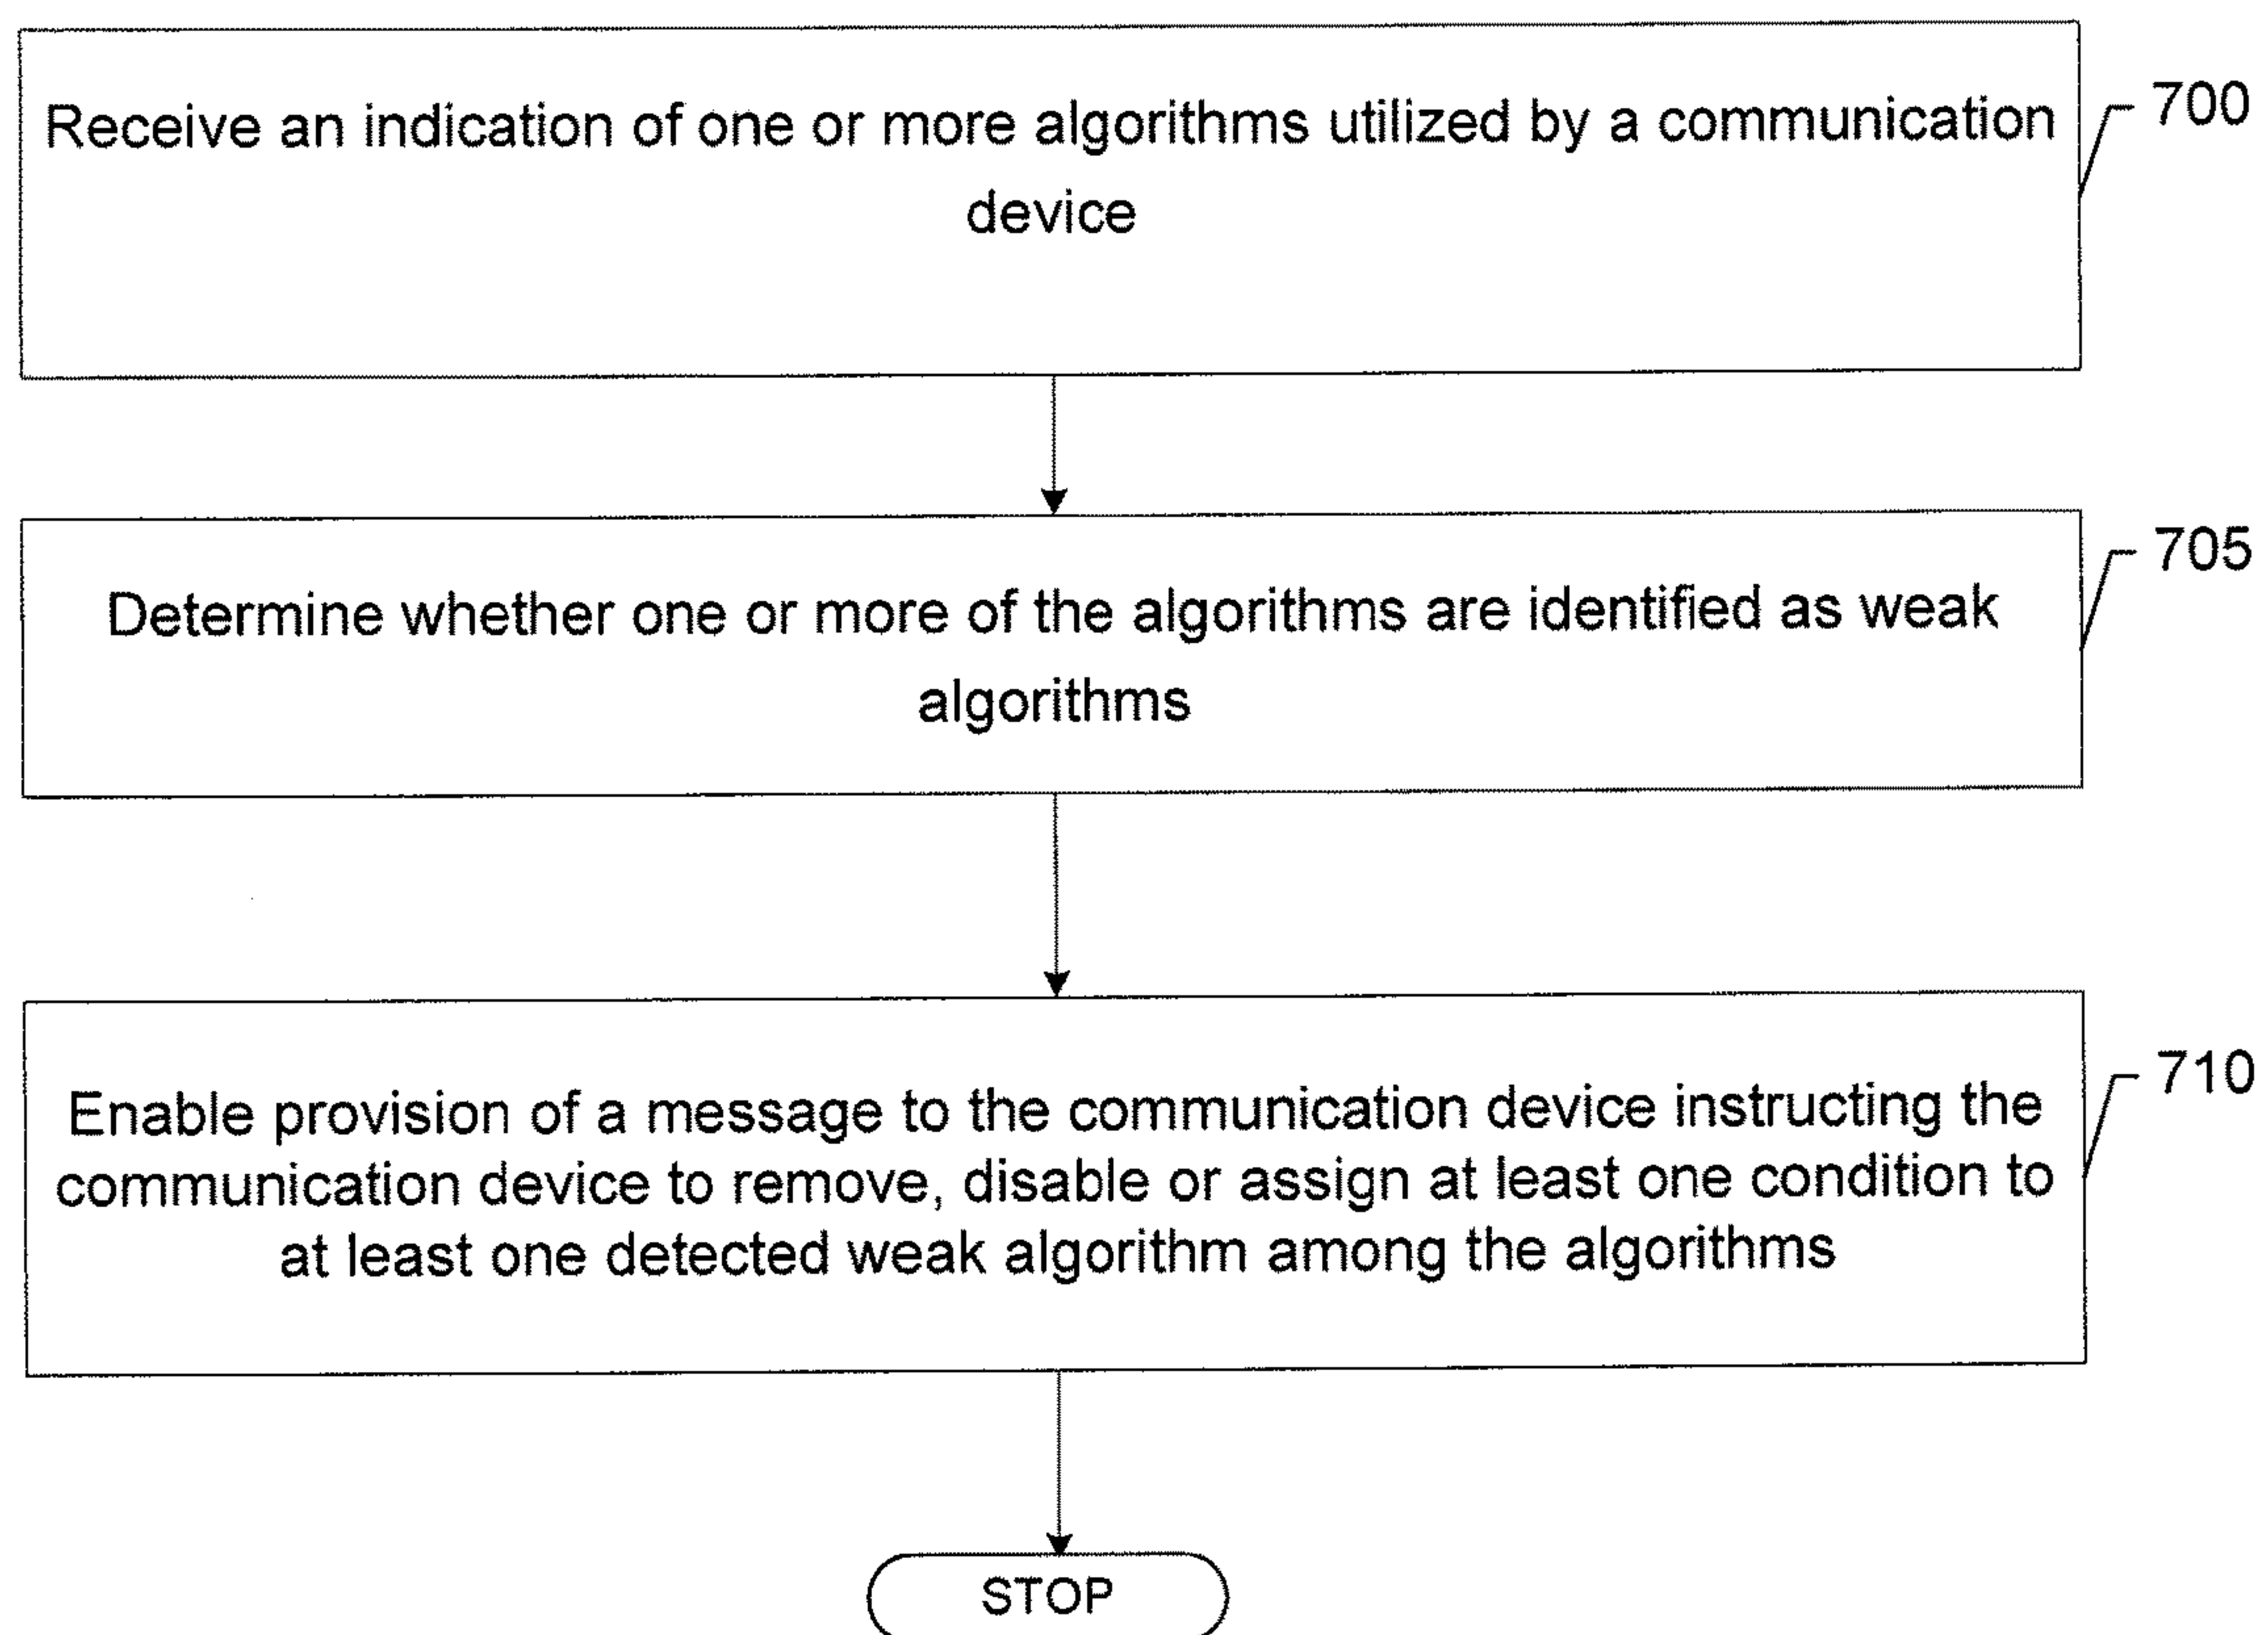 Receive an indication of one or more algorithms utilized by a communication
device
700
Determine whether one or more of the algorithms are identified as weak
algorithms
705
Enable provision of a message to the communication device instructing the
communication device to remove, disable or assign at least one condition to
at least one detected weak algorithm among the algorithms
710
STOP